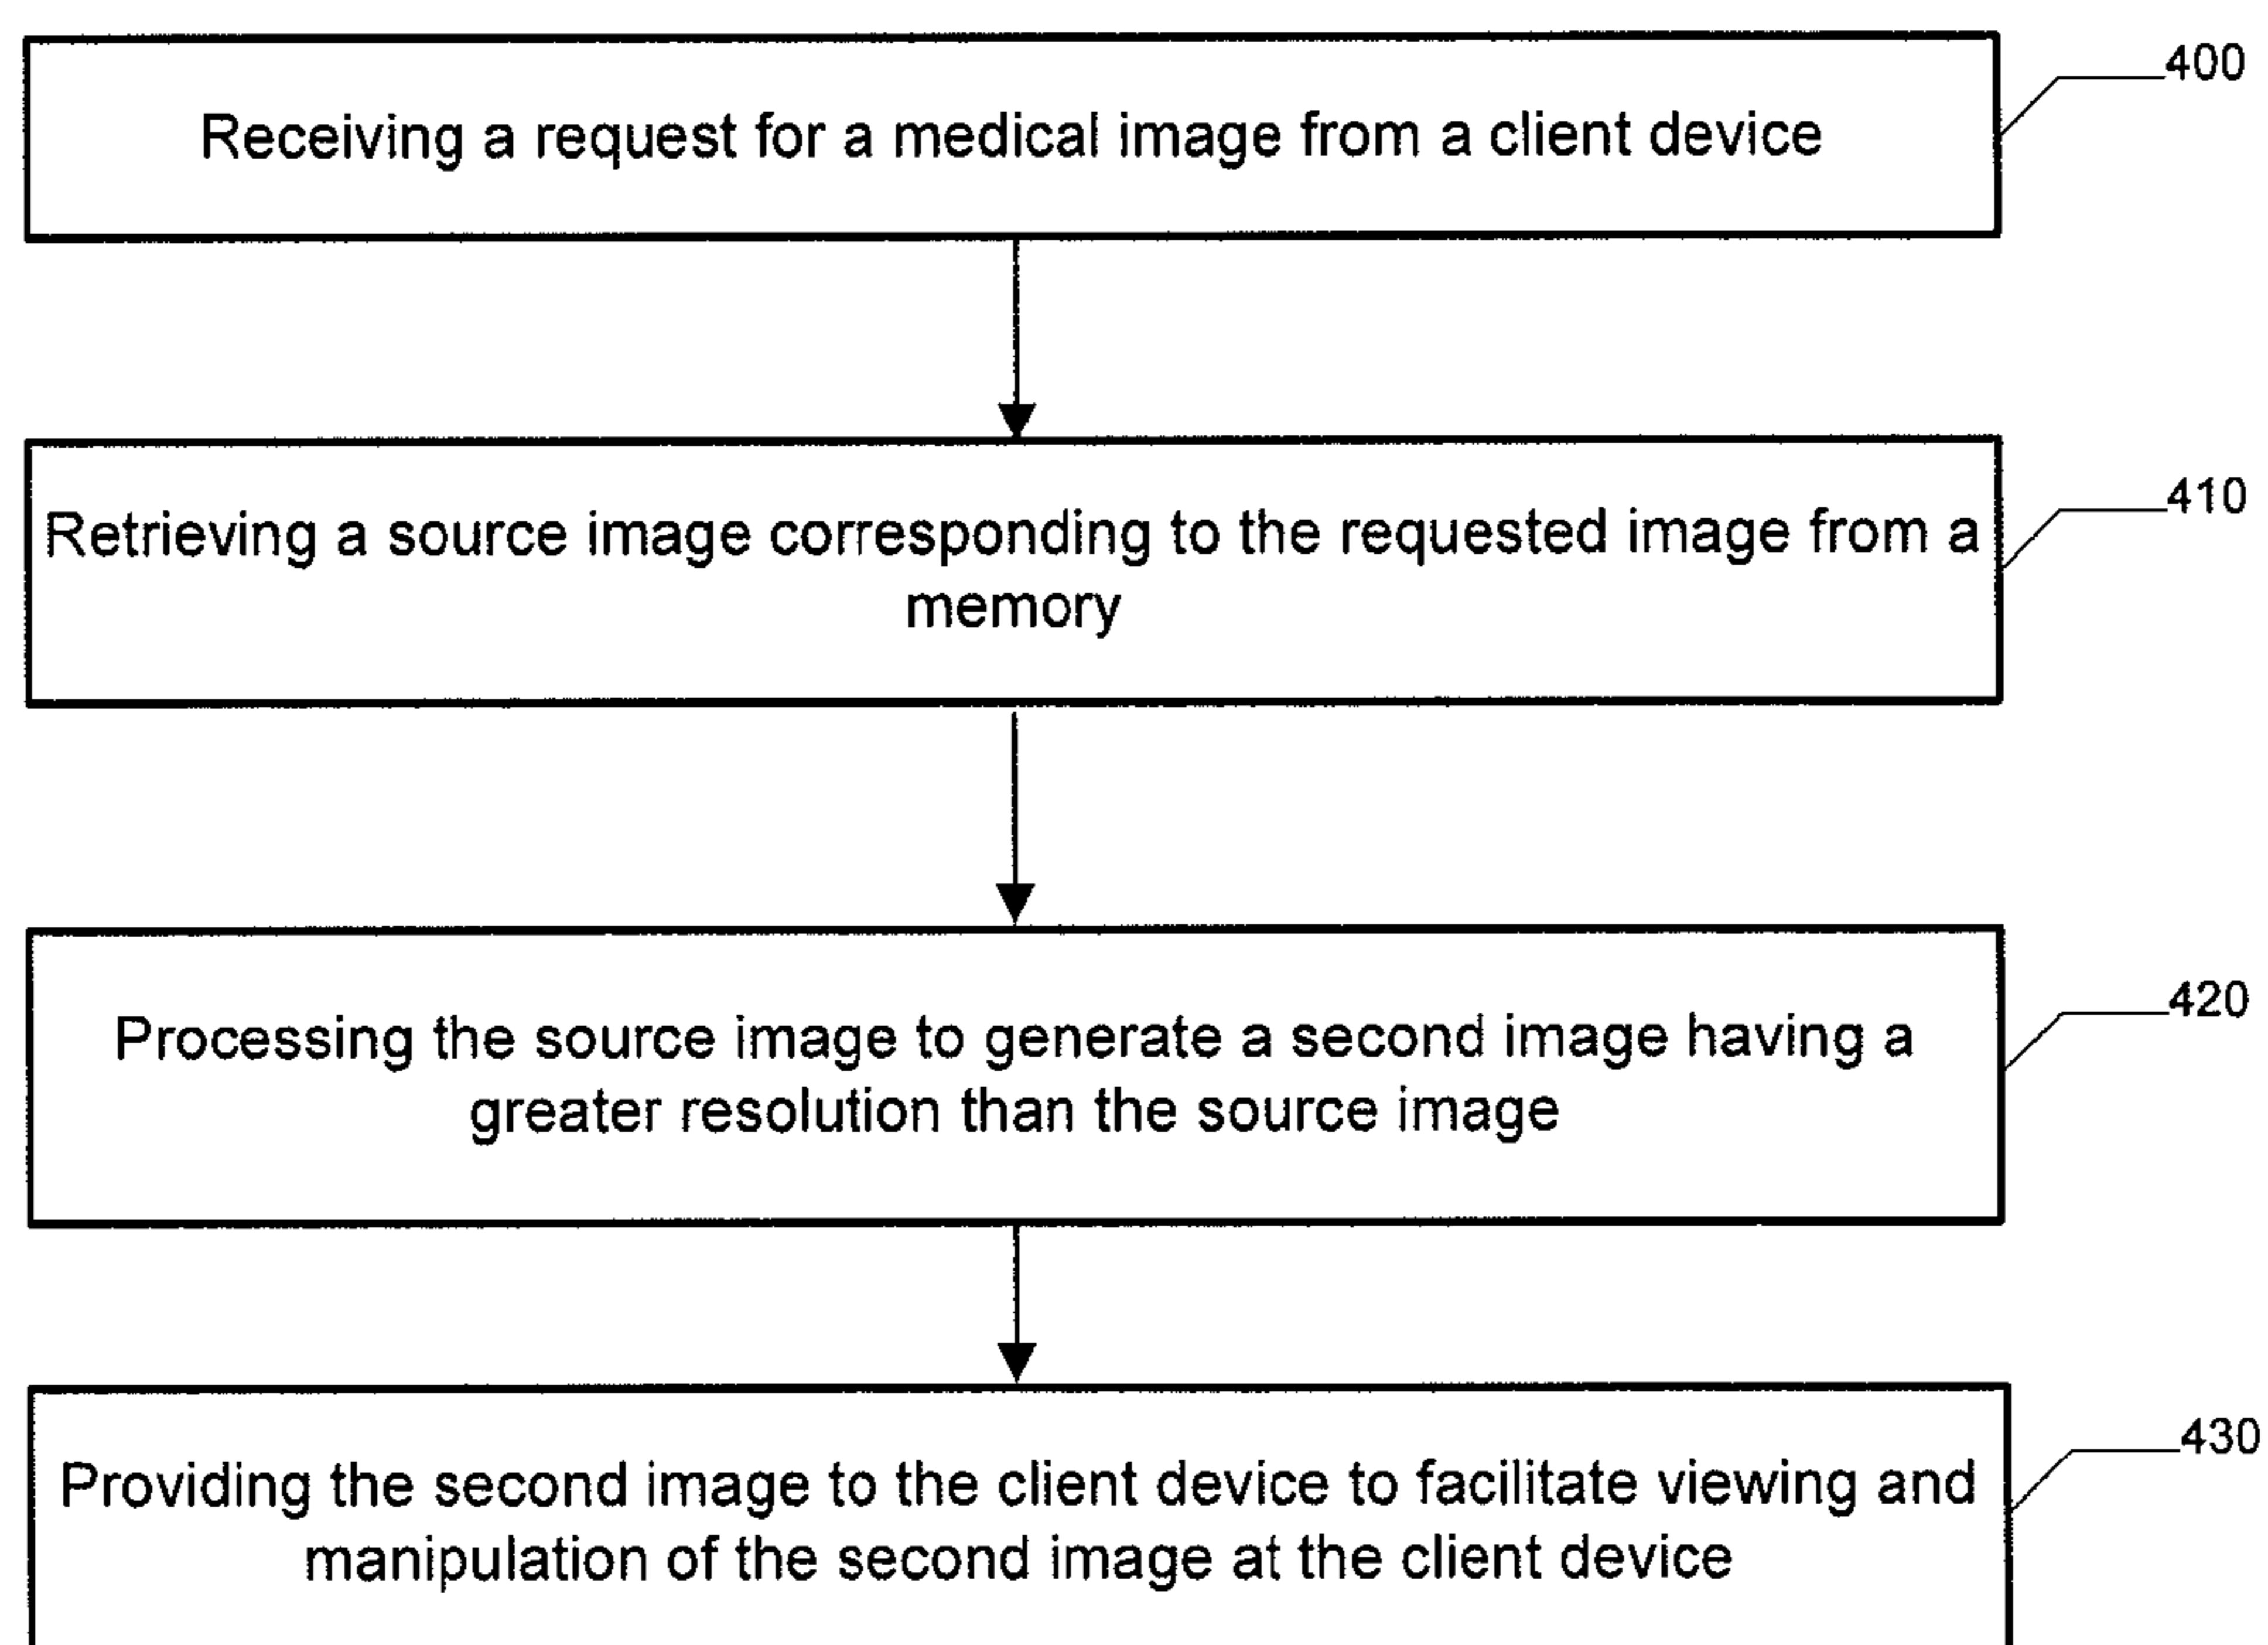 400
Receiving a request for a medical image from a client device
410
Retrieving a source image corresponding to the requested image from a
memory
420
Processing the source image to generate a second image having a
greater resolution than the source image
430
Providing the second image to the client device to facilitate viewing and
manipulation of the second image at the client device